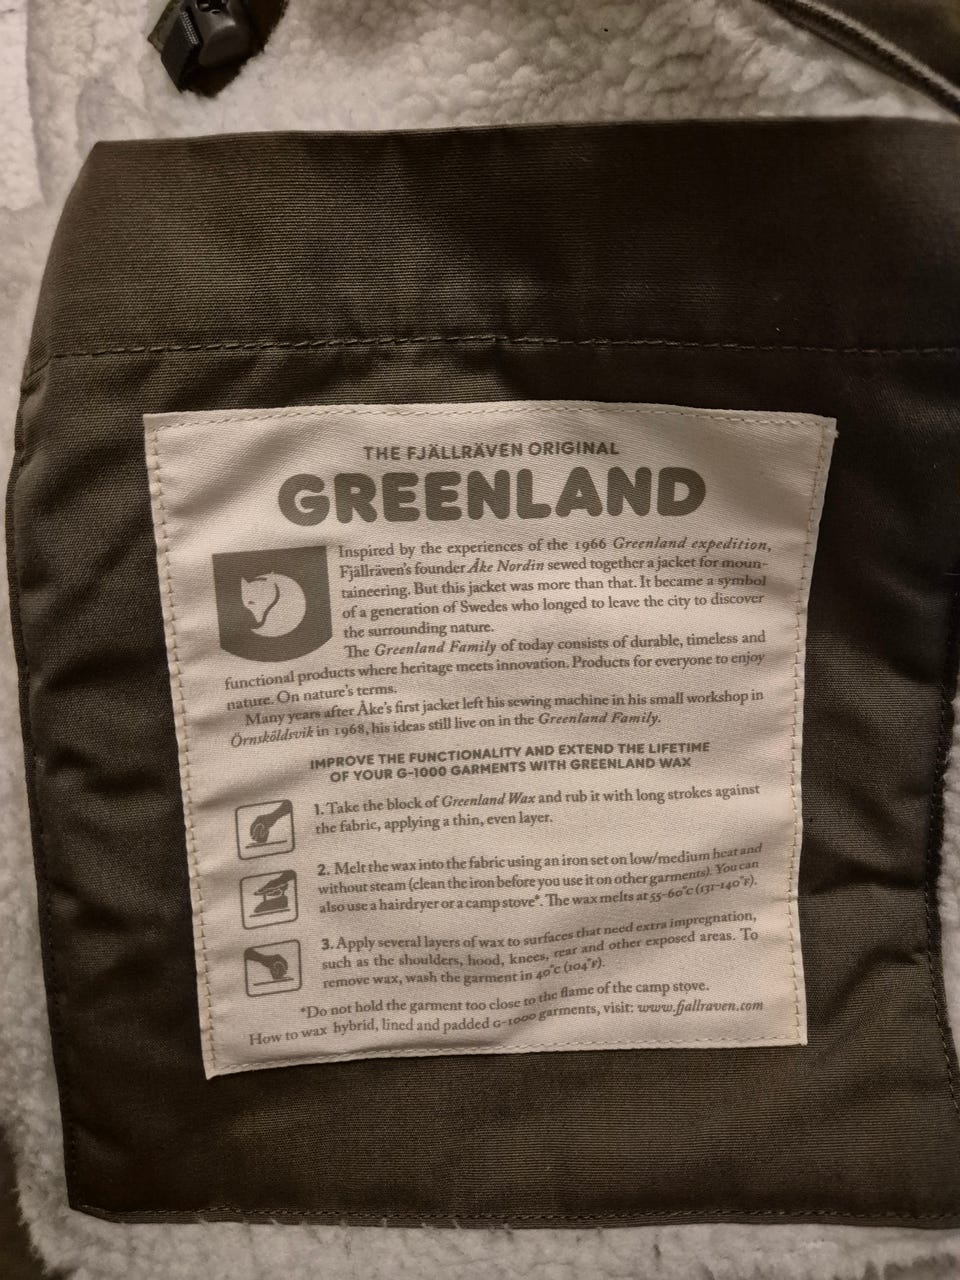 THE FJÄLLRÄVEN ORIGINAL
GREENLAND
Inspired by the experiences of the 1966 Greenland expedition,
Fjällräven's founder Åke Nordin sewed together a jacket for moun-
taineering. But this jacket was more than that. It became a symbol
of a generation of Swedes who longed to leave the city to discover
the surrounding nature.
The Greenland Family of today consists of durable, timeless and
functional products where heritage meets innovation. Products for everyone to enjoy
nature. On nature's terms.
Many years after Åke's first jacket left his sewing machine in his small workshop in
Örnsköldsvik in 1968, his ideas still live on in the Greenland Family.
IMPROVE THE FUNCTIONALITY AND EXTEND THE LIFETIME
OF YOUR G-1000 GARMENTS WITH GREENLAND WAX
1. Take the block of Greenland Wax and rub it with long strokes against
the fabric, applying a thin, even layer.
2. Melt the wax into the fabric using an iron set on low/medium heat and
without steam (clean the iron before you use it on other garments). You can
also use a hairdryer or a camp stove*. The wax melts at 55-60°C (131-140°F).
3. Apply several layers of wax to surfaces that need extra impregnation,
such as the shoulders, hood, knees, rear and other exposed areas. To
remove wax, wash the garment in 40°C (104°F).
*Do not hold the garment too close to the flame of the camp stove.
How to wax hybrid, lined and padded G-1000 garments, visit: www.fjallraven.com